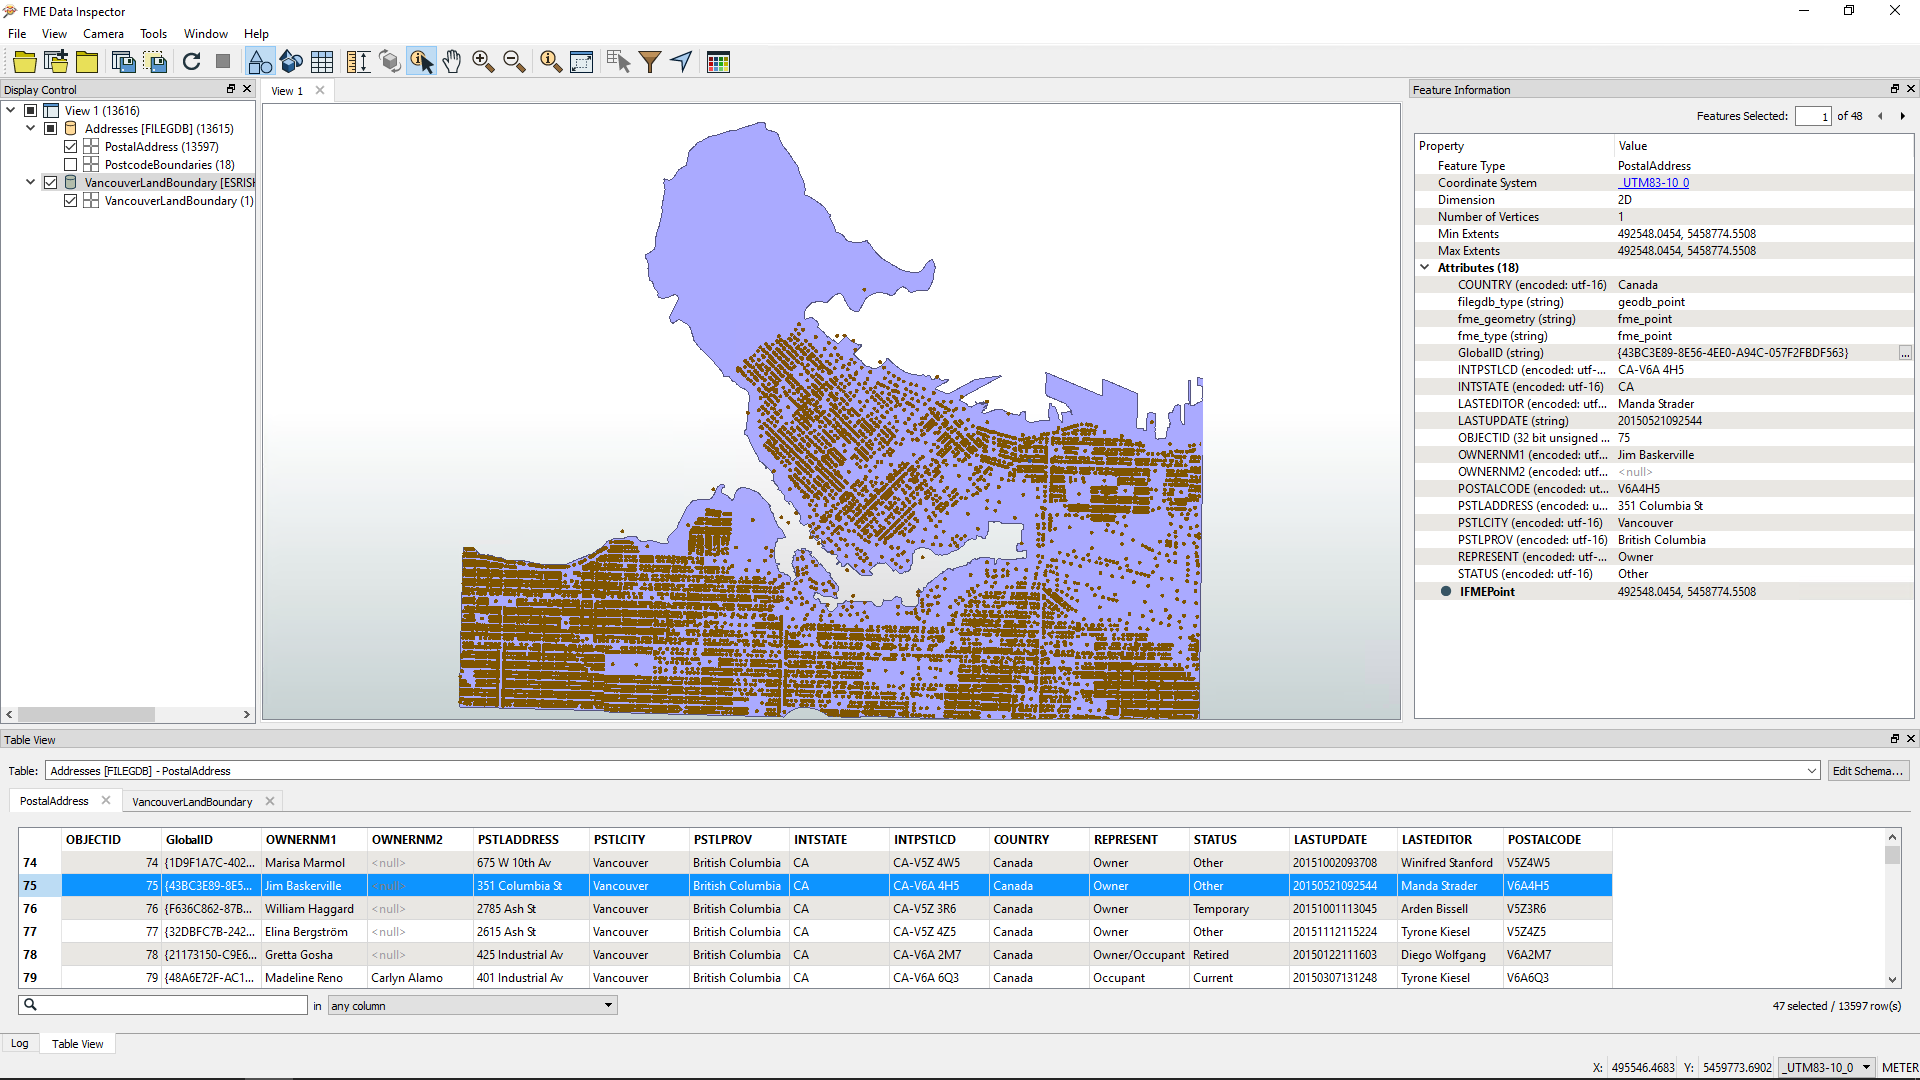 FME Data Inspector
File View Camera Tools Window Help
Display Control
View 1 (13616)
Addresses [FILEGDB] (13615)
PostalAddress (13597)
PostcodeBoundaries (18)
VancouverLandBoundary [ESRISH
VancouverLandBoundary (1)
View 1
Feature Information
Features Selected: 1 of 48
Property Value
Feature Type PostalAddress
Coordinate System _UTM83-10_0
Dimension 2D
Number of Vertices 1
Min Extents 492548.0454, 5458774.5508
Max Extents 492548.0454, 5458774.5508
Attributes (18)
COUNTRY (encoded: utf-16) Canada
filegdb_type (string) geodb_point
fme_geometry (string) fme_point
fme_type (string) fme_point
GlobalID (string) {43BC3E89-8E56-4EE0-A94C-057F2FBDF563} ...
INTPSTLCD (encoded: utf-... CA-V6A 4H5
INTSTATE (encoded: utf-16) CA
LASTEDITOR (encoded: utf... Manda Strader
LASTUPDATE (string) 20150521092544
OBJECTID (32 bit unsigned ... 75
OWNERNM1 (encoded: utf... Jim Baskerville
OWNERNM2 (encoded: utf... <null>
POSTALCODE (encoded: ut... V6A4H5
PSTLADDRESS (encoded: u... 351 Columbia St
PSTLCITY (encoded: utf-16) Vancouver
PSTLPROV (encoded: utf-16) British Columbia
REPRESENT (encoded: utf-... Owner
STATUS (encoded: utf-16) Other
IFMEPoint 492548.0454, 5458774.5508
Table View
Table: Addresses [FILEGDB] - PostalAddress Edit Schema...
PostalAddress VancouverLandBoundary
OBJECTID GlobalID OWNERNM1 OWNERNM2 PSTLADDRESS PSTLCITY PSTLPROV INTSTATE INTPSTLCD COUNTRY REPRESENT STATUS LASTUPDATE LASTEDITOR POSTALCODE
74 74 {1D9F1A7C-402... Marisa Marmol <null> 675 W 10th Av Vancouver British Columbia CA CA-V5Z 4W5 Canada Owner Other 20151002093708 Winifred Stanford V5Z4W5
75 75 {43BC3E89-8E5... Jim Baskerville <null> 351 Columbia St Vancouver British Columbia CA CA-V6A 4H5 Canada Owner Other 20150521092544 Manda Strader V6A4H5
76 76 {F636C862-87B... William Haggard <null> 2785 Ash St Vancouver British Columbia CA CA-V5Z 3R6 Canada Owner Temporary 20151001113045 Arden Bissell V5Z3R6
77 77 {32DBFC7B-242... Elina Bergström <null> 2615 Ash St Vancouver British Columbia CA CA-V5Z 4Z5 Canada Owner Other 20151112115224 Tyrone Kiesel V5Z4Z5
78 78 {21173150-C9E6... Gretta Gosha <null> 425 Industrial Av Vancouver British Columbia CA CA-V6A 2M7 Canada Owner/Occupant Retired 20150122111603 Diego Wolfgang V6A2M7
79 79 {48A6E72F-AC1... Madeline Reno Carlyn Alamo 401 Industrial Av Vancouver British Columbia CA CA-V6A 6Q3 Canada Occupant Current 20150307131248 Tyrone Kiesel V6A6Q3
in any column 47 selected / 13597 row(s)
Log Table View
X: 495546.4683 Y: 5459773.6902 _UTM83-10_0 METER